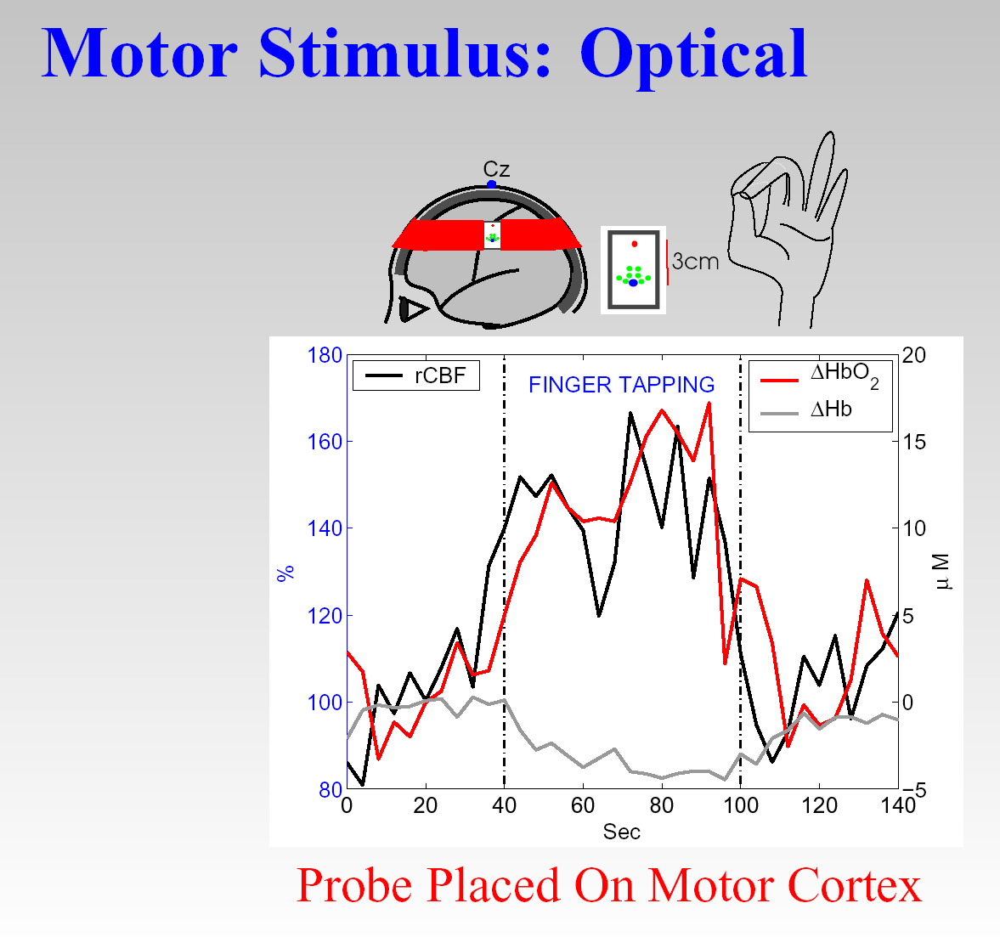 Motor Stimulus: Optical
Cz
3cm
180
160
140
120
100
80
%
rCBF
FINGER TAPPING
ΔHbO2
ΔHb
20
15
10
5
0
−5
μ M
0 20 40 60 80 100 120 140
Sec
Probe Placed On Motor Cortex